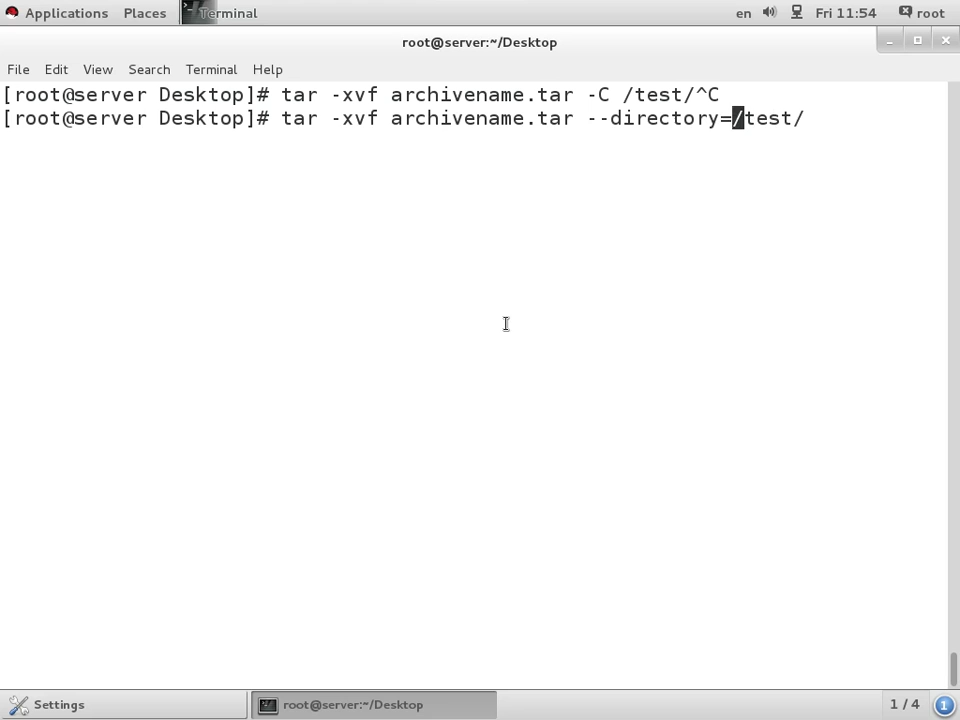 Applications Places Terminal en Fri 11:54 root
root@server:~/Desktop
File Edit View Search Terminal Help
[root@server Desktop]# tar -xvf archivename.tar -C /test/^C
[root@server Desktop]# tar -xvf archivename.tar --directory=/test/
Settings root@server:~/Desktop 1 / 4 1